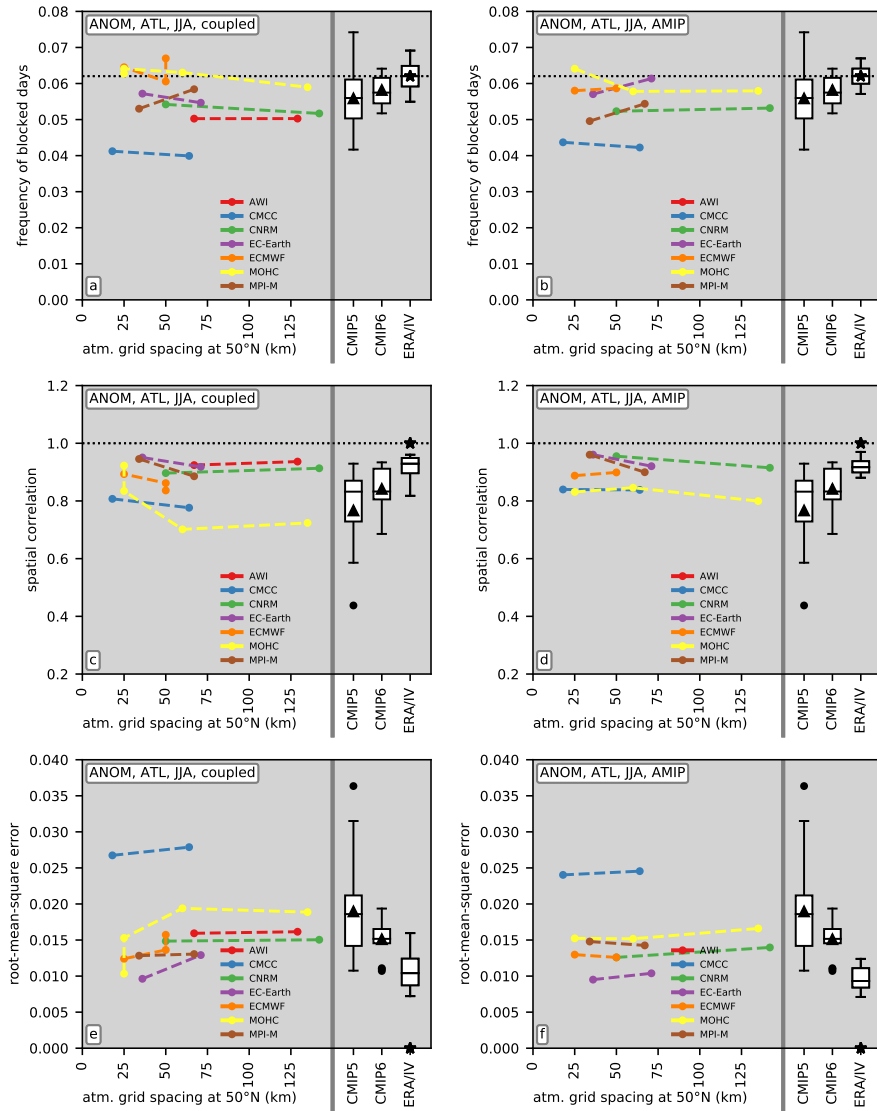 ANOM, ATL, JJA, coupled
frequency of blocked days
0.08
0.07
0.06
0.05
0.04
0.03
0.02
0.01
0.00
AWI
CMCC
CNRM
EC-Earth
ECMWF
MOHC
MPI-M
a
0
25
50
75
100
125
CMIP5
CMIP6
ERA/IV
atm. grid spacing at 50°N (km)
ANOM, ATL, JJA, AMIP
frequency of blocked days
0.08
0.07
0.06
0.05
0.04
0.03
0.02
0.01
0.00
AWI
CMCC
CNRM
EC-Earth
ECMWF
MOHC
MPI-M
b
0
25
50
75
100
125
CMIP5
CMIP6
ERA/IV
atm. grid spacing at 50°N (km)
ANOM, ATL, JJA, coupled
spatial correlation
1.2
1.0
0.8
0.6
0.4
0.2
AWI
CMCC
CNRM
EC-Earth
ECMWF
MOHC
MPI-M
c
0
25
50
75
100
125
CMIP5
CMIP6
ERA/IV
atm. grid spacing at 50°N (km)
ANOM, ATL, JJA, AMIP
spatial correlation
1.2
1.0
0.8
0.6
0.4
0.2
AWI
CMCC
CNRM
EC-Earth
ECMWF
MOHC
MPI-M
d
0
25
50
75
100
125
CMIP5
CMIP6
ERA/IV
atm. grid spacing at 50°N (km)
ANOM, ATL, JJA, coupled
root-mean-square error
0.040
0.035
0.030
0.025
0.020
0.015
0.010
0.005
0.000
AWI
CMCC
CNRM
EC-Earth
ECMWF
MOHC
MPI-M
e
0
25
50
75
100
125
CMIP5
CMIP6
ERA/IV
atm. grid spacing at 50°N (km)
ANOM, ATL, JJA, AMIP
root-mean-square error
0.040
0.035
0.030
0.025
0.020
0.015
0.010
0.005
0.000
AWI
CMCC
CNRM
EC-Earth
ECMWF
MOHC
MPI-M
f
0
25
50
75
100
125
CMIP5
CMIP6
ERA/IV
atm. grid spacing at 50°N (km)